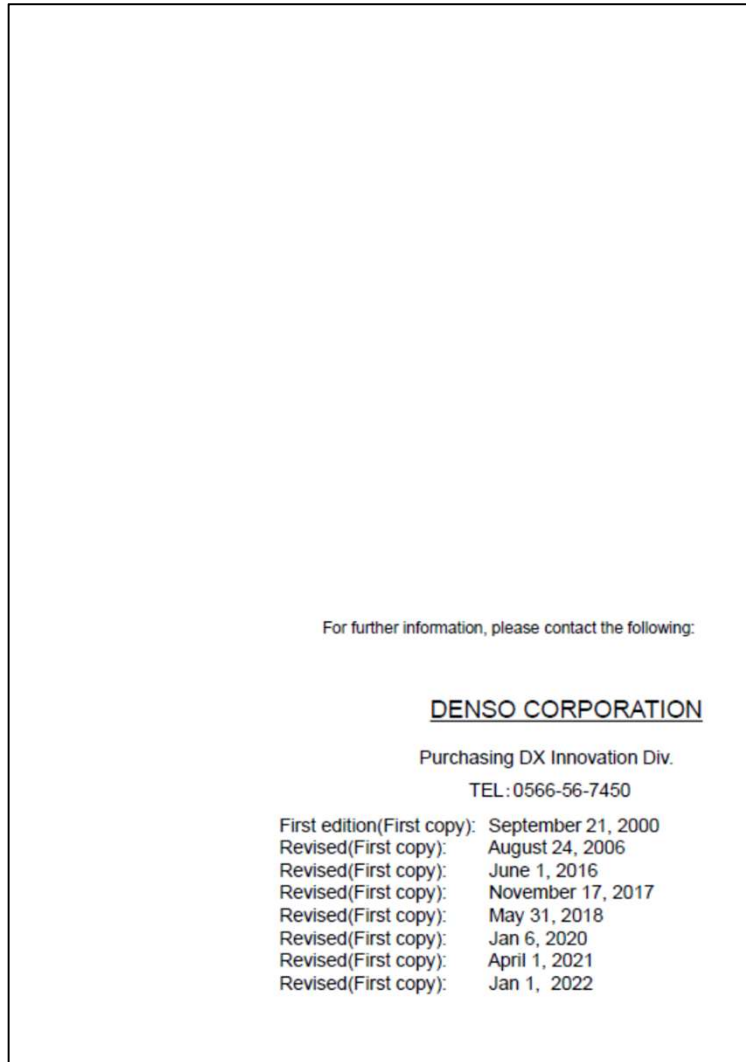 For further information, please contact the following:
DENSO CORPORATION
Purchasing DX Innovation Div.
TEL:0566-56-7450
First edition(First copy): September 21, 2000
Revised(First copy): August 24, 2006
Revised(First copy): June 1, 2016
Revised(First copy): November 17, 2017
Revised(First copy): May 31, 2018
Revised(First copy): Jan 6, 2020
Revised(First copy): April 1, 2021
Revised(First copy): Jan 1, 2022